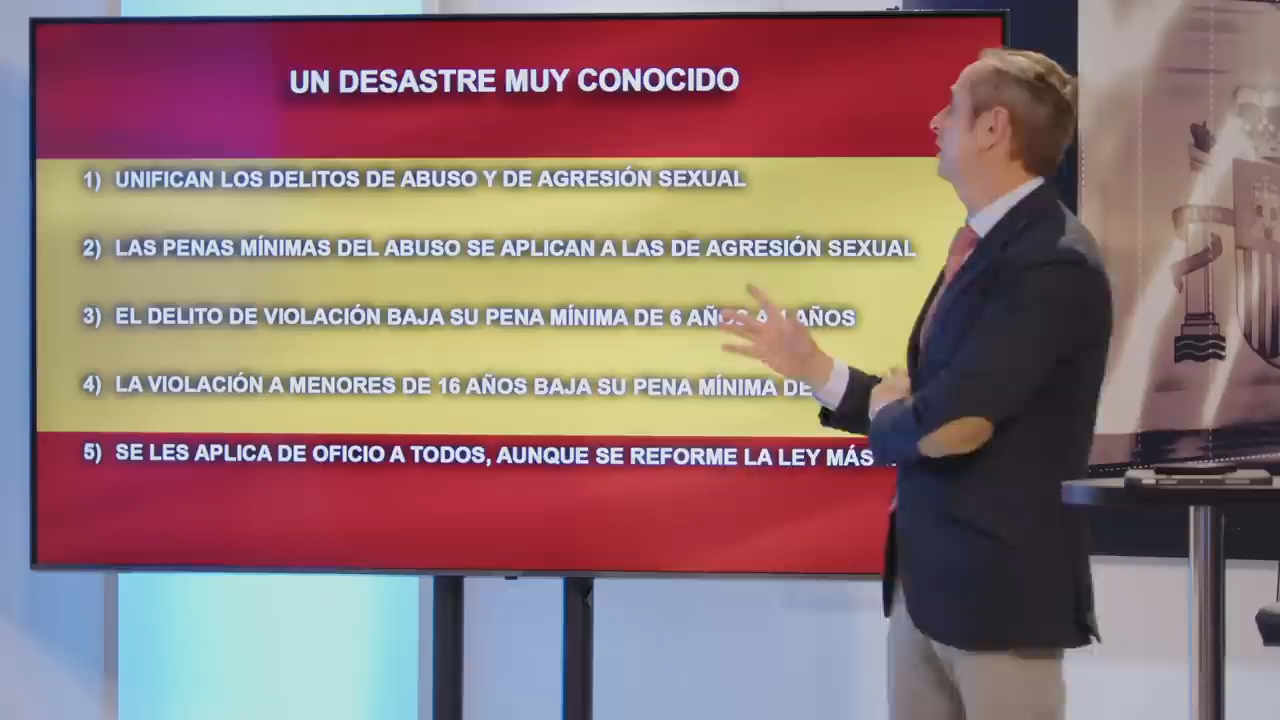 UN DESASTRE MUY CONOCIDO
1) UNIFICAN LOS DELITOS DE ABUSO Y DE AGRESIÓN SEXUAL
2) LAS PENAS MÍNIMAS DEL ABUSO SE APLICAN A LAS DE AGRESIÓN SEXUAL
3) EL DELITO DE VIOLACIÓN BAJA SU PENA MÍNIMA DE 6 AÑOS A AÑOS
4) LA VIOLACIÓN A MENORES DE 16 AÑOS BAJA SU PENA MÍNIMA DE
5) SE LES APLICA DE OFICIO A TODOS, AUNQUE SE REFORME LA LEY MÁS